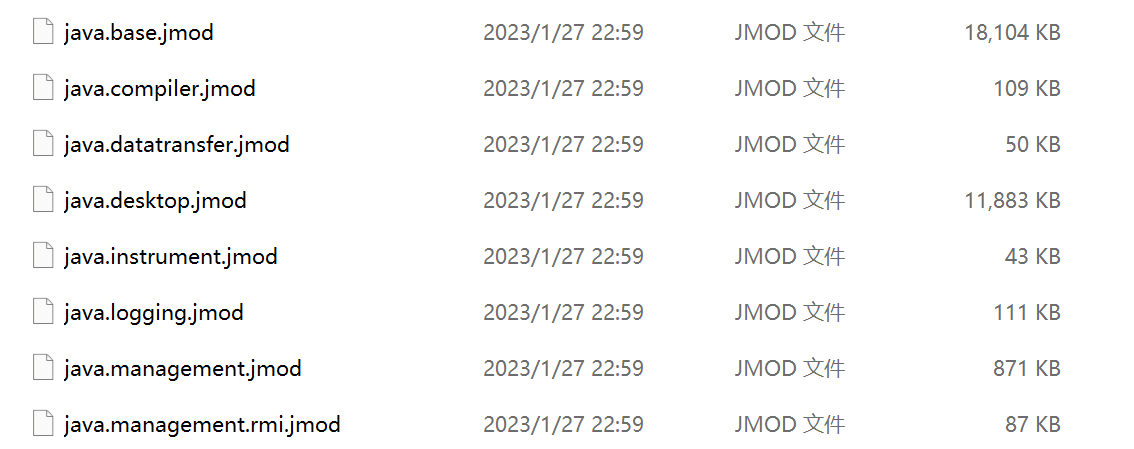 java.base.jmod 2023/1/27 22:59 JMOD 文件 18,104 KB
java.compiler.jmod 2023/1/27 22:59 JMOD 文件 109 KB
java.datatransfer.jmod 2023/1/27 22:59 JMOD 文件 50 KB
java.desktop.jmod 2023/1/27 22:59 JMOD 文件 11,883 KB
java.instrument.jmod 2023/1/27 22:59 JMOD 文件 43 KB
java.logging.jmod 2023/1/27 22:59 JMOD 文件 111 KB
java.management.jmod 2023/1/27 22:59 JMOD 文件 871 KB
java.management.rmi.jmod 2023/1/27 22:59 JMOD 文件 87 KB